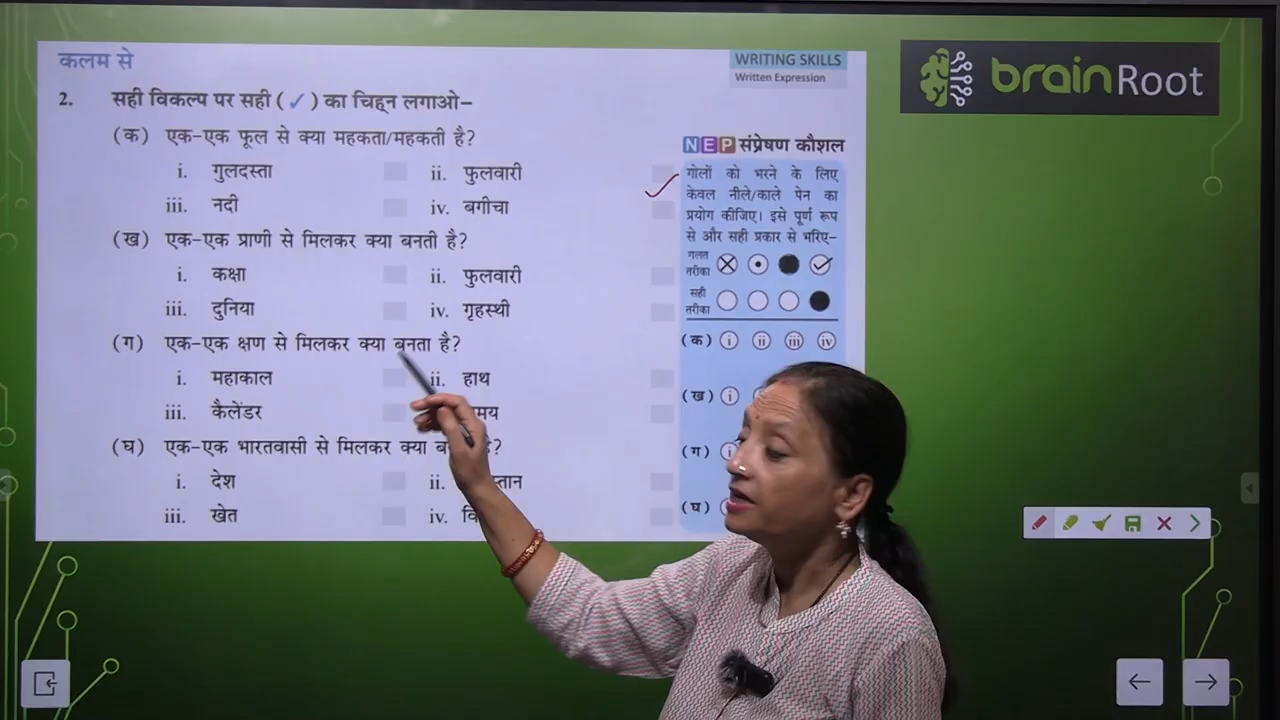 कलम से
WRITING SKILLS
Written Expression
brainRoot
2. सही विकल्प पर सही ( ✓ ) का चिह्न लगाओ–
(क) एक-एक फूल से क्या महकता/महकती है?
i. गुलदस्ता ii. फुलवारी
iii. नदी iv. बगीचा
(ख) एक-एक प्राणी से मिलकर क्या बनती है?
i. कक्षा ii. फुलवारी
iii. दुनिया iv. गृहस्थी
(ग) एक-एक क्षण से मिलकर क्या बनता है?
i. महाकाल ii. हाथ
iii. कैलेंडर
(घ) एक-एक भारतवासी से मिलकर क्या है?
i. देश ii.
iii. खेत iv.
NEP संप्रेषण कौशल
गोलों को भरने के लिए
केवल नीले/काले पेन का
प्रयोग कीजिए। इसे पूर्ण रूप
से और सही प्रकार से भरिए–
गलत
तरीका
सही
तरीका
(क) i ii iii iv
(ख) i
(ग) i
(घ)